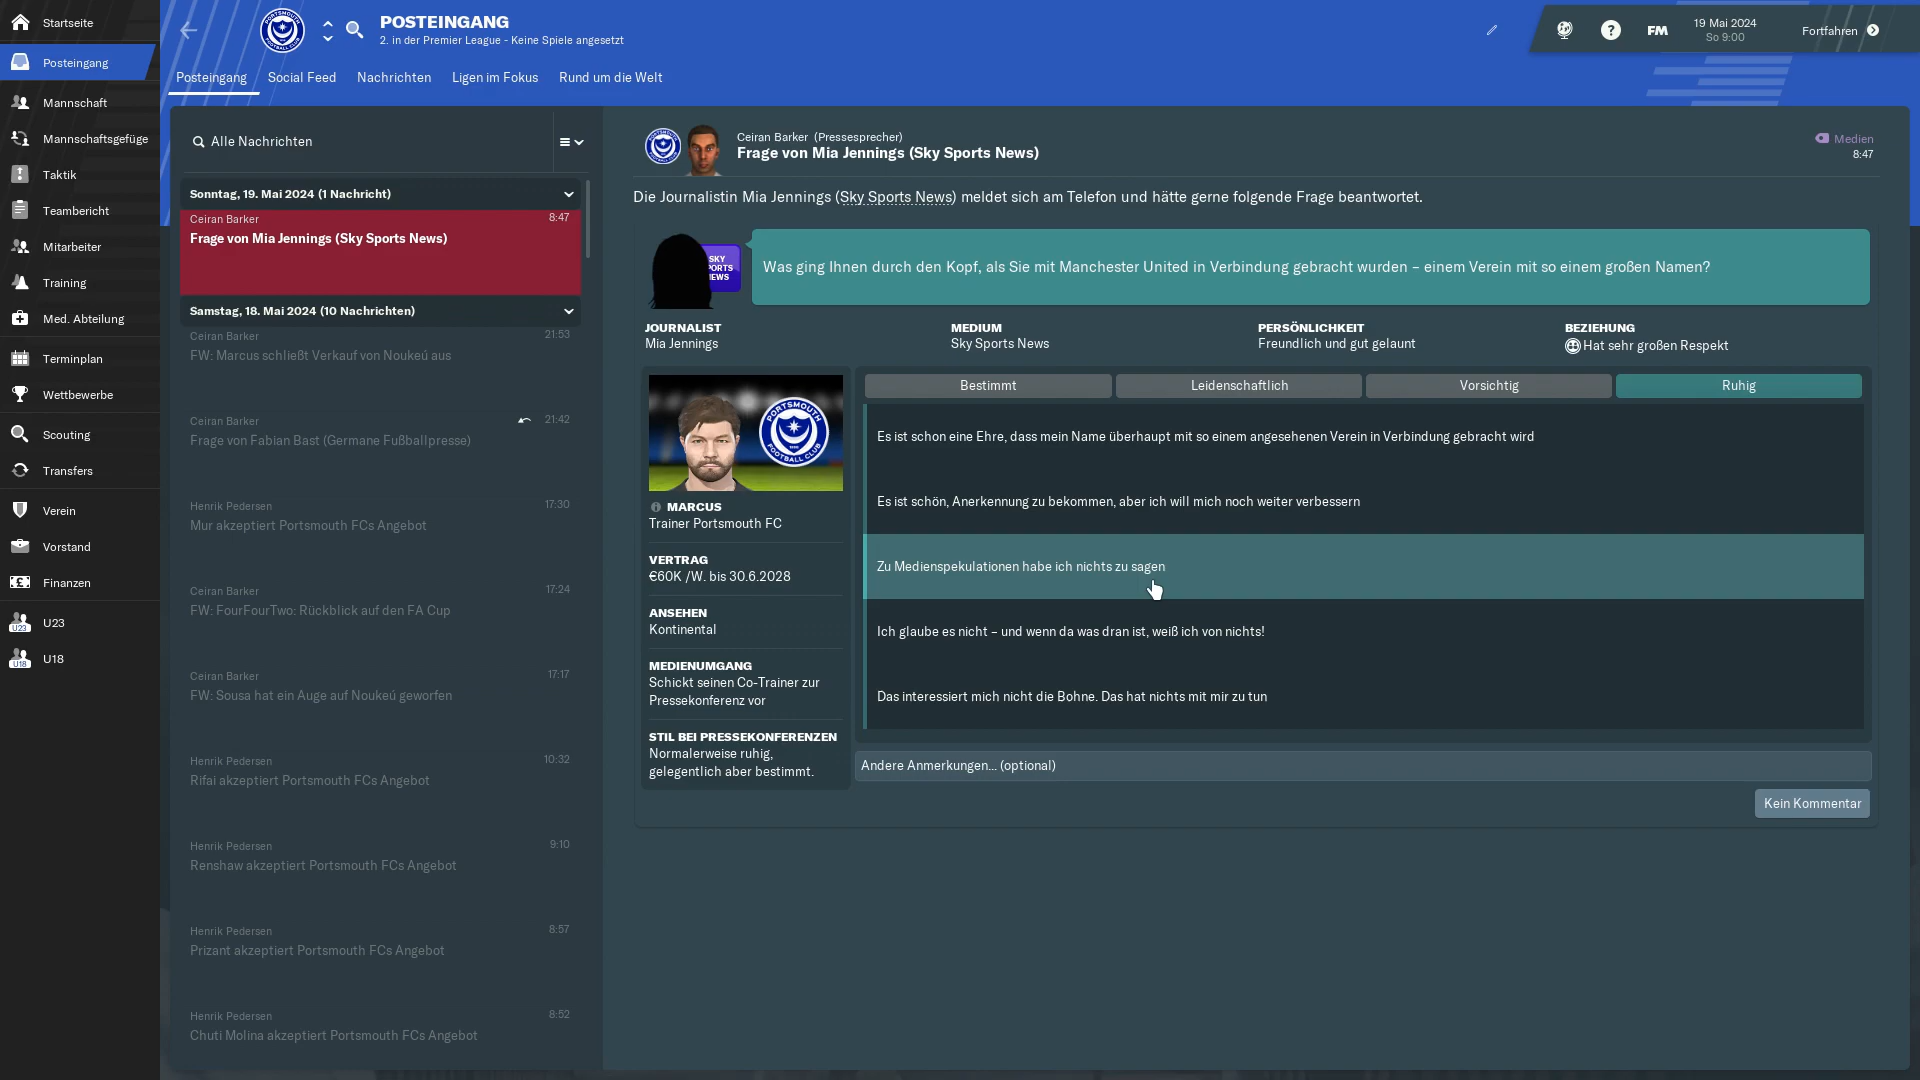 Startseite
Posteingang
Mannschaft
Mannschaftsgefüge
Taktik
Teambericht
Mitarbeiter
Training
Med. Abteilung
Terminplan
Wettbewerbe
Scouting
Transfers
Verein
Vorstand
Finanzen
U23
U23
U18
U18
POSTEINGANG
2. in der Premier League - Keine Spiele angesetzt
FM
19 Mai 2024
So 9:00
Fortfahren
Posteingang
Social Feed
Nachrichten
Ligen im Fokus
Rund um die Welt
Alle Nachrichten
Sonntag, 19. Mai 2024 (1 Nachricht)
Ceiran Barker 8:47
Frage von Mia Jennings (Sky Sports News)
Samstag, 18. Mai 2024 (10 Nachrichten)
Ceiran Barker 21:53
FW: Marcus schließt Verkauf von Noukeú aus
Ceiran Barker 21:42
Frage von Fabian Bast (Germane Fußballpresse)
Henrik Pedersen 17:30
Mur akzeptiert Portsmouth FCs Angebot
Ceiran Barker 17:24
FW: FourFourTwo: Rückblick auf den FA Cup
Ceiran Barker 17:17
FW: Sousa hat ein Auge auf Noukeú geworfen
Henrik Pedersen 10:32
Rifai akzeptiert Portsmouth FCs Angebot
Henrik Pedersen 9:10
Renshaw akzeptiert Portsmouth FCs Angebot
Henrik Pedersen 8:57
Prizant akzeptiert Portsmouth FCs Angebot
Henrik Pedersen 8:52
Chuti Molina akzeptiert Portsmouth FCs Angebot
Ceiran Barker (Pressesprecher)
Frage von Mia Jennings (Sky Sports News)
Medien
8:47
Die Journalistin Mia Jennings (Sky Sports News) meldet sich am Telefon und hätte gerne folgende Frage beantwortet.
SKY
PORTS
NEWS
Was ging Ihnen durch den Kopf, als Sie mit Manchester United in Verbindung gebracht wurden – einem Verein mit so einem großen Namen?
JOURNALIST
Mia Jennings
MEDIUM
Sky Sports News
PERSÖNLICHKEIT
Freundlich und gut gelaunt
BEZIEHUNG
Hat sehr großen Respekt
PORTSMOUTH
FOOTBALL CLUB
MARCUS
Trainer Portsmouth FC
VERTRAG
€60K /W. bis 30.6.2028
ANSEHEN
Kontinental
MEDIENUMGANG
Schickt seinen Co-Trainer zur
Pressekonferenz vor
STIL BEI PRESSEKONFERENZEN
Normalerweise ruhig,
gelegentlich aber bestimmt.
Bestimmt
Leidenschaftlich
Vorsichtig
Ruhig
Es ist schon eine Ehre, dass mein Name überhaupt mit so einem angesehenen Verein in Verbindung gebracht wird
Es ist schön, Anerkennung zu bekommen, aber ich will mich noch weiter verbessern
Zu Medienspekulationen habe ich nichts zu sagen
Ich glaube es nicht – und wenn da was dran ist, weiß ich von nichts!
Das interessiert mich nicht die Bohne. Das hat nichts mit mir zu tun
Andere Anmerkungen... (optional)
Kein Kommentar